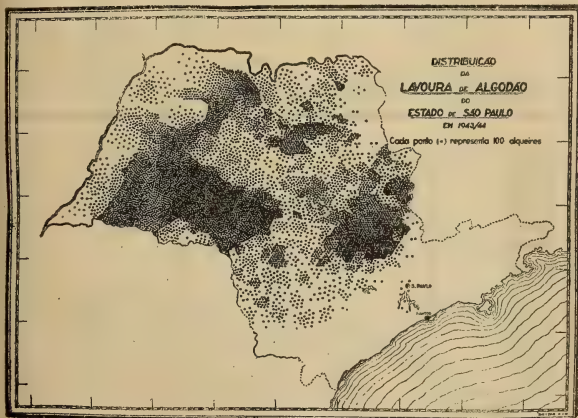 DISTRIBUIÇÃO
DA
LAVOURA DE ALGODÃO
DO
ESTADO DE SÃO PAULO
EM 1943/44
Cada ponto (•) representa 100 alqueires
S. PAULO
SANTOS